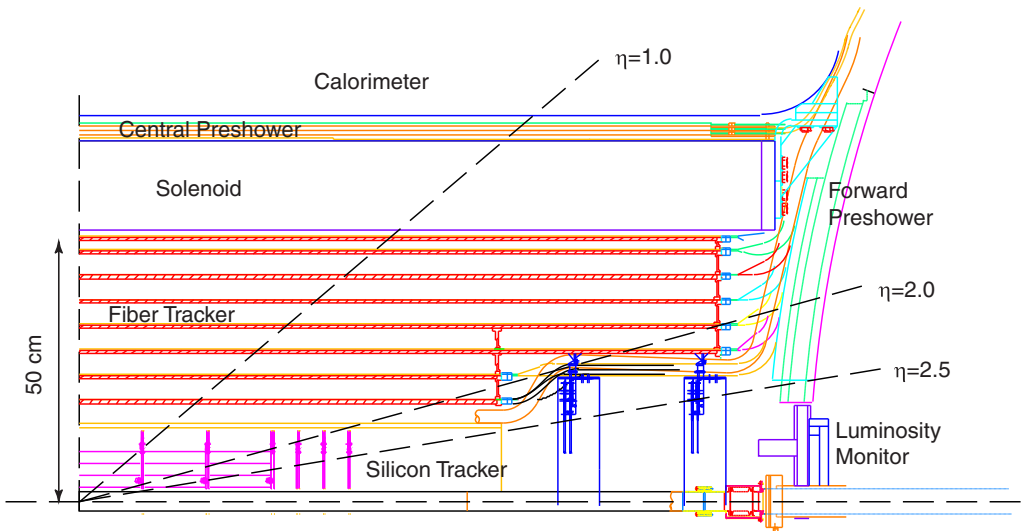 η=1.0
Calorimeter
Central Preshower
Solenoid
Forward
Preshower
η=2.0
Fiber Tracker
50 cm
η=2.5
Luminosity
Monitor
Silicon Tracker